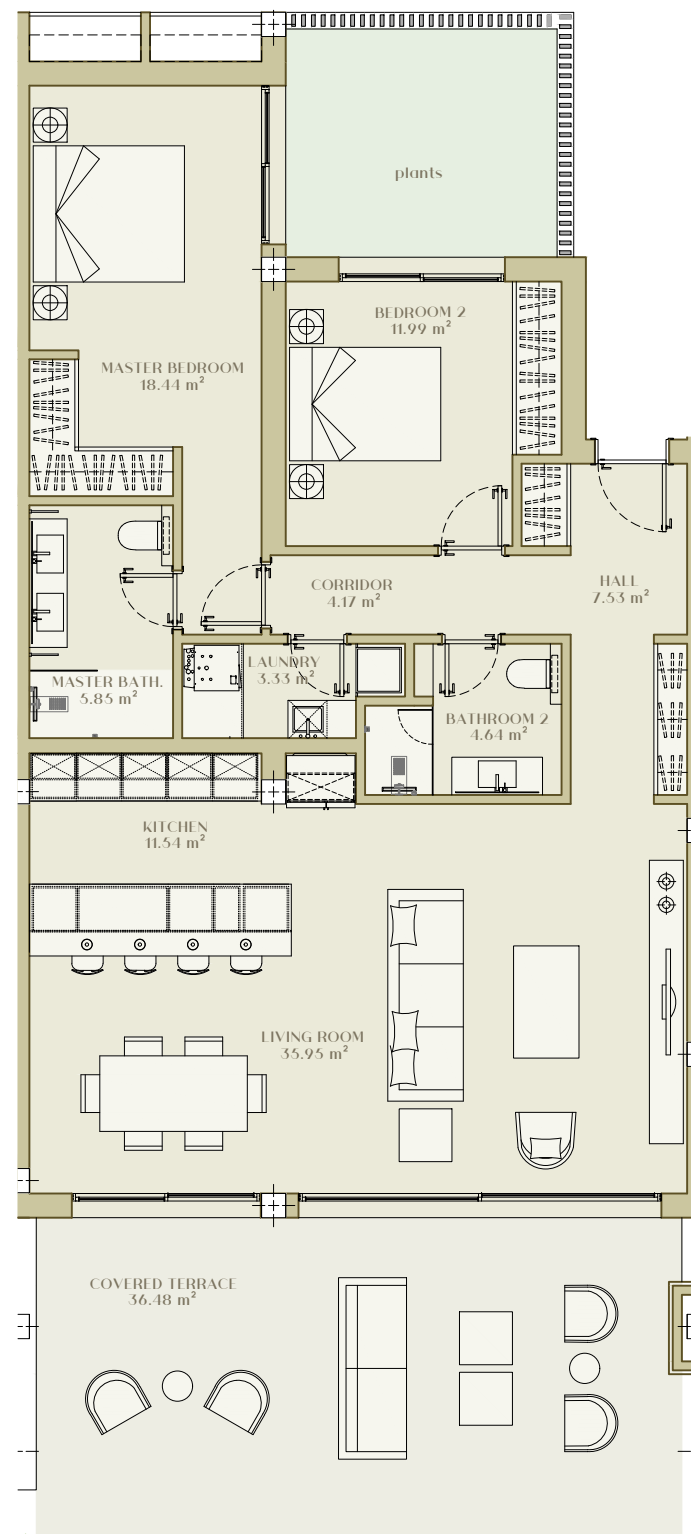 plants
BEDROOM 2
11.99 m²
MASTER BEDROOM
18.44 m²
CORRIDOR
4.17 m²
HALL
7.53 m²
LAUNDRY
3.33 m²
MASTER BATH.
5.85 m²
BATHROOM 2
4.64 m²
KITCHEN
11.54 m²
LIVING ROOM
35.95 m²
COVERED TERRACE
36.48 m²